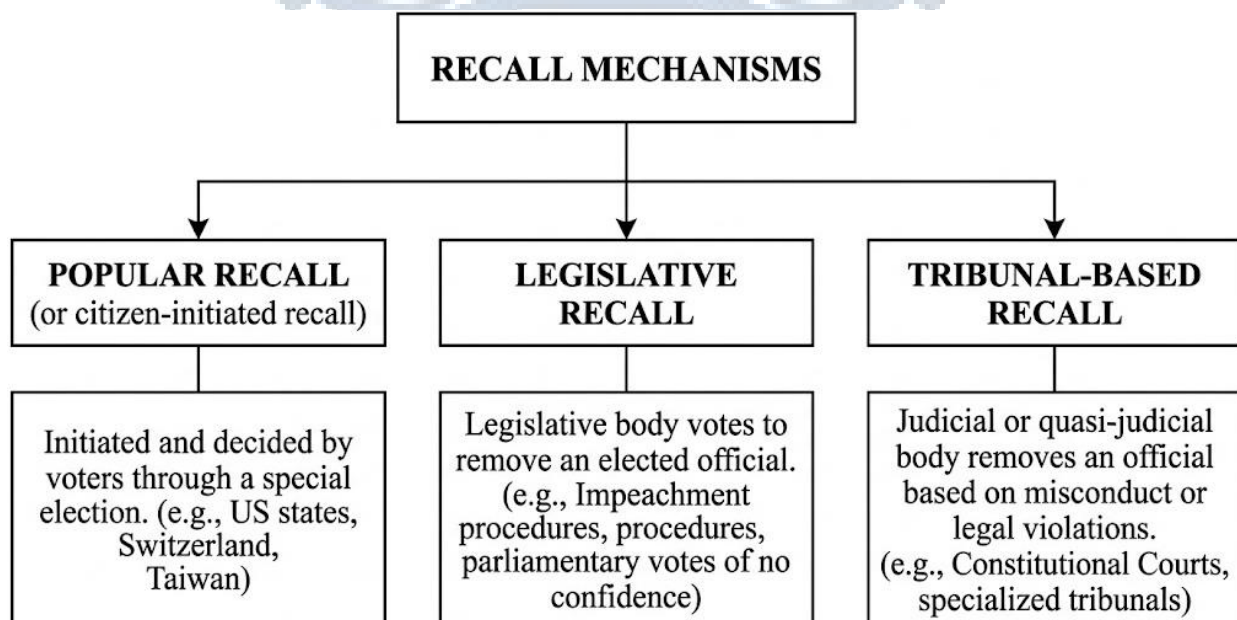 RECALL MECHANISMS
POPULAR RECALL
(or citizen-initiated recall)
Initiated and decided by
voters through a special
election. (e.g., US states,
Switzerland,
Taiwan)
LEGISLATIVE
RECALL
Legislative body votes to
remove an elected official.
(e.g., Impeachment
procedures, procedures,
parliamentary votes of no
confidence)
TRIBUNAL-BASED
RECALL
Judicial or quasi-judicial
body removes an official
based on misconduct or
legal violations.
(e.g., Constitutional Courts,
specialized tribunals)